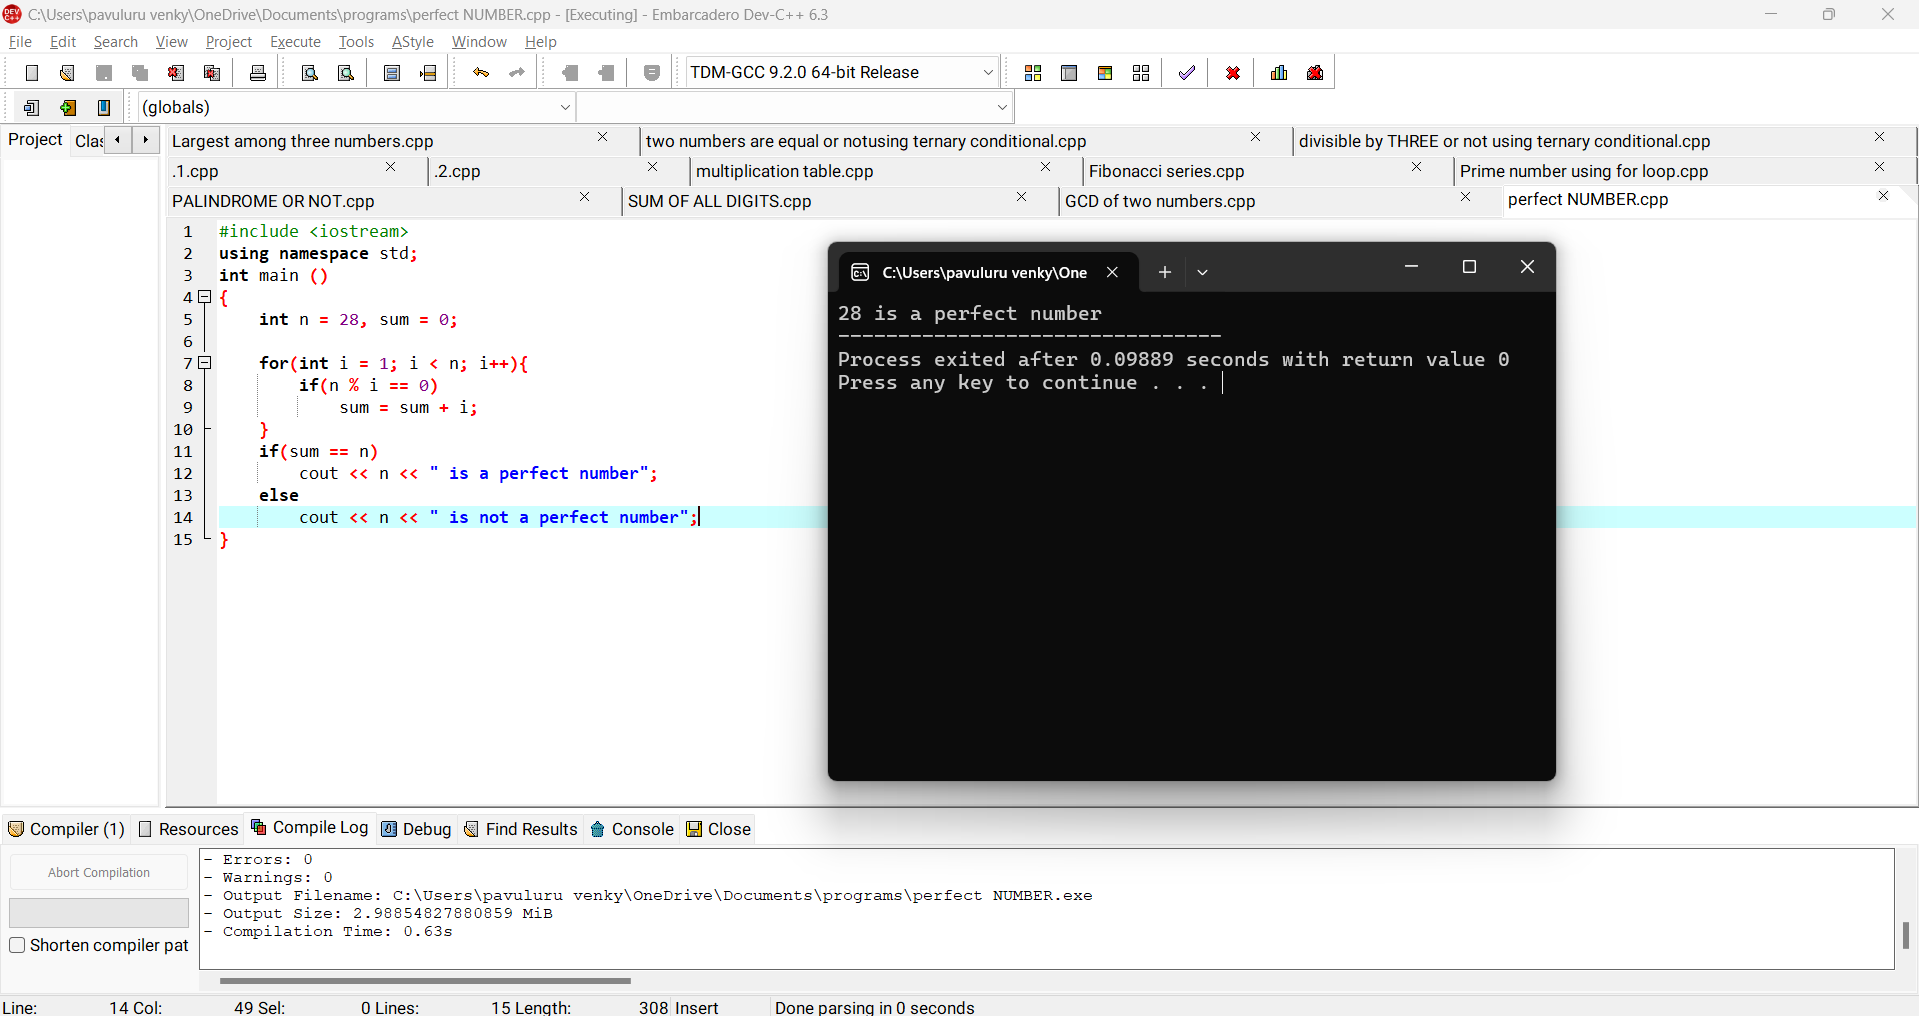 C:\Users\pavuluru venky\OneDrive\Documents\programs\perfect NUMBER.cpp - [Executing] - Embarcadero Dev-C++ 6.3
File Edit Search View Project Execute Tools AStyle Window Help
TDM-GCC 9.2.0 64-bit Release
(globals)
Project Clas
Largest among three numbers.cpp two numbers are equal or notusing ternary conditional.cpp divisible by THREE or not using ternary conditional.cpp
.1.cpp .2.cpp multiplication table.cpp Fibonacci series.cpp Prime number using for loop.cpp
PALINDROME OR NOT.cpp SUM OF ALL DIGITS.cpp GCD of two numbers.cpp perfect NUMBER.cpp
1 #include <iostream>
2 using namespace std;
3 int main ()
4 {
5 int n = 28, sum = 0;
6
7 for(int i = 1; i < n; i++){
8 if(n % i == 0)
9 sum = sum + i;
10 }
11 if(sum == n)
12 cout << n << " is a perfect number";
13 else
14 cout << n << " is not a perfect number";
15 }
C:\Users\pavuluru venky\One
28 is a perfect number
--------------------------------
Process exited after 0.09889 seconds with return value 0
Press any key to continue . . .
Compiler (1) Resources Compile Log Debug Find Results Console Close
Abort Compilation
Shorten compiler pat
- Errors: 0
- Warnings: 0
- Output Filename: C:\Users\pavuluru venky\OneDrive\Documents\programs\perfect NUMBER.exe
- Output Size: 2.98854827880859 MiB
- Compilation Time: 0.63s
Line: 14 Col: 49 Sel: 0 Lines: 15 Length: 308 Insert Done parsing in 0 seconds